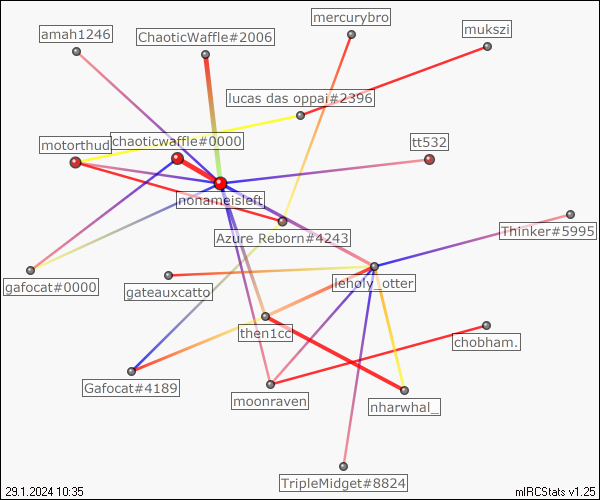 mercurybro
amah1246
ChaoticWaffle#2006
mukszi
lucas das oppai#2396
motorthud
chaoticwaffle#0000
tt532
nonameisleft
Azure Reborn#4243
Thinker#5995
gafocat#0000
gateauxcatto
leholy_otter
then1cc
chobham.
Gafocat#4189
moonraven
nharwhal_
TripleMidget#8824
29.1.2024 10:35
mIRCStats v1.25